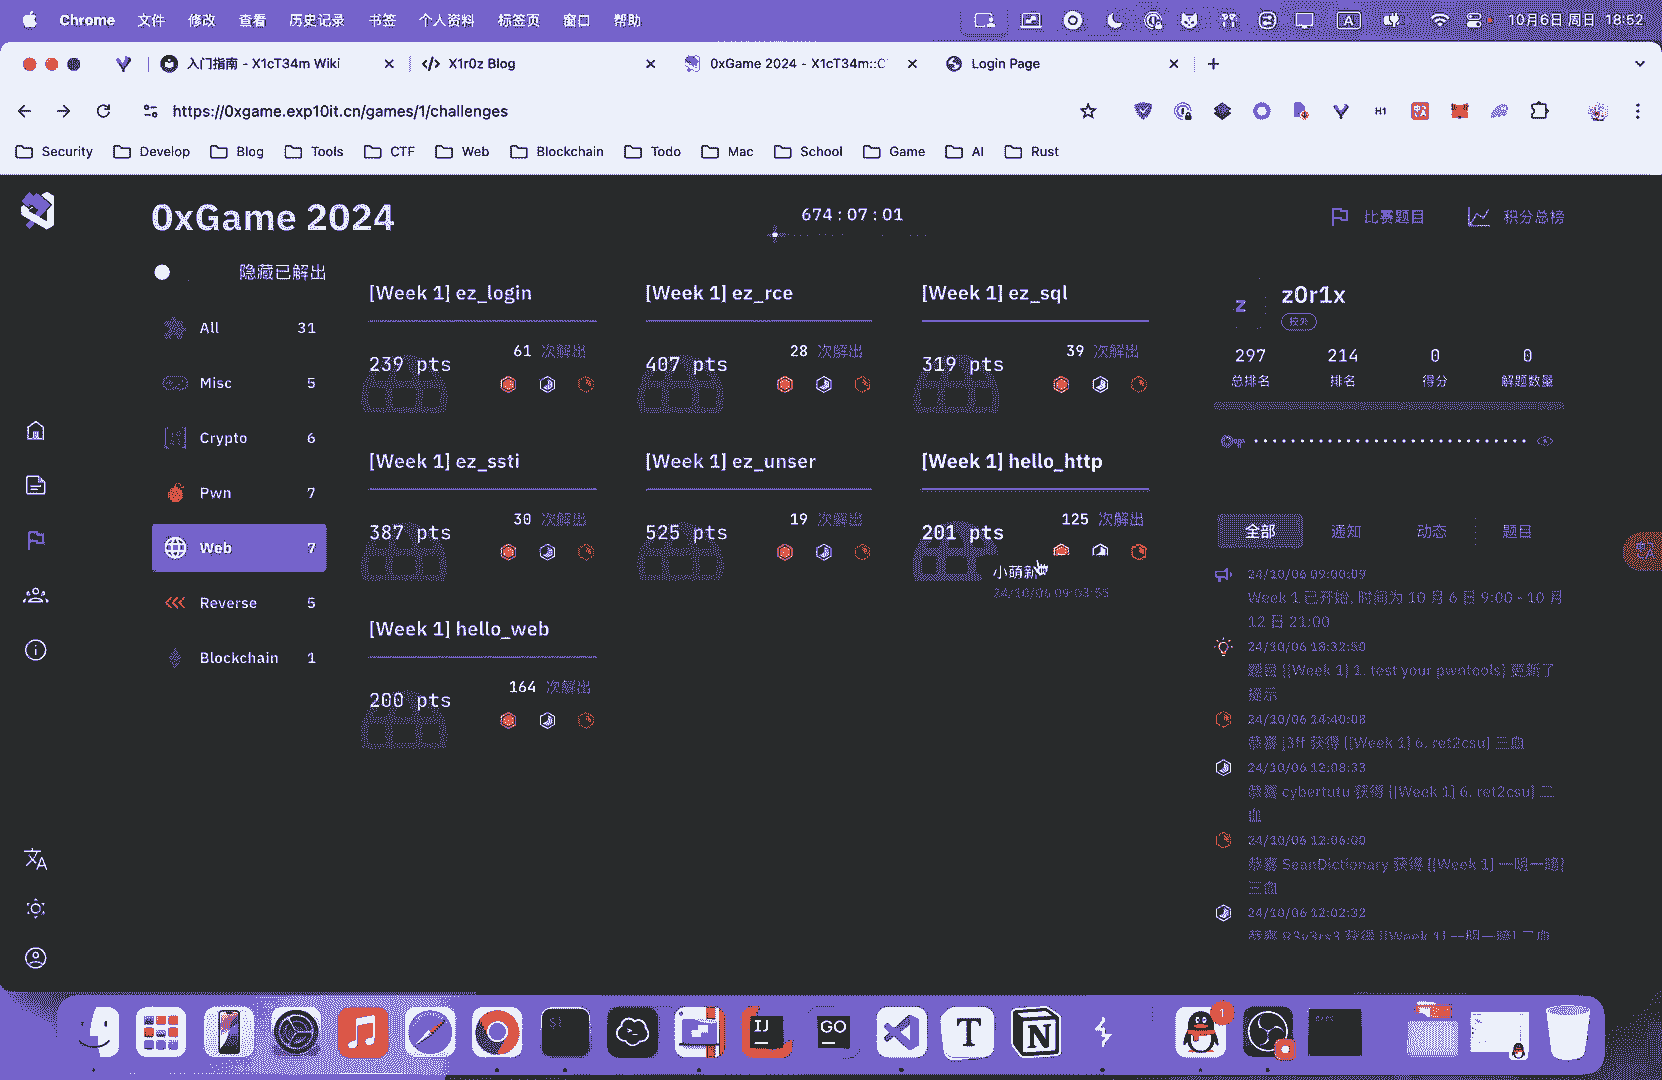 Chrome 文件 修改 查看 历史记录 书签 个人资料 标签页 窗口 帮助 A 10月6日 周日 18:52
入门指南 - X1cT34m Wiki
X1r0z Blog
0xGame 2024 - X1cT34m::C
Login Page
https://0xgame.exp10it.cn/games/1/challenges
H1
Security Develop Blog Tools CTF Web Blockchain Todo Mac School Game AI Rust
0xGame 2024
674 : 07 : 01
比赛题目 积分总榜
隐藏已解出
All 31
Misc 5
Crypto 6
Pwn 7
Web 7
Reverse 5
Blockchain 1
[Week 1] ez_login
239 pts
61 次解出
[Week 1] ez_rce
407 pts
28 次解出
[Week 1] ez_sql
319 pts
39 次解出
[Week 1] ez_ssti
387 pts
30 次解出
[Week 1] ez_unser
525 pts
19 次解出
[Week 1] hello_http
201 pts
125 次解出
小萌新
24/10/06 09:03:55
[Week 1] hello_web
200 pts
164 次解出
z
z0r1x
校外
297 214 0 0
总排名 排名 得分 解题数量
全部 通知 动态 题目
24/10/06 09:00:09
Week 1 已开始, 时间为 10 月 6 日 9:00 - 10 月
12 日 21:00
24/10/06 18:32:50
题目 [[Week 1] 1. test your pwntools] 更新了
提示
24/10/06 14:40:08
恭喜 j3ff 获得 [[Week 1] 6. ret2csu] 三血
24/10/06 12:08:33
恭喜 cybertutu 获得 [[Week 1] 6. ret2csu] 二
血
24/10/06 12:06:00
恭喜 SeanDictionary 获得 [[Week 1] 一明一暗]
三血
24/10/06 12:02:32
IJ
GO
T
N
1